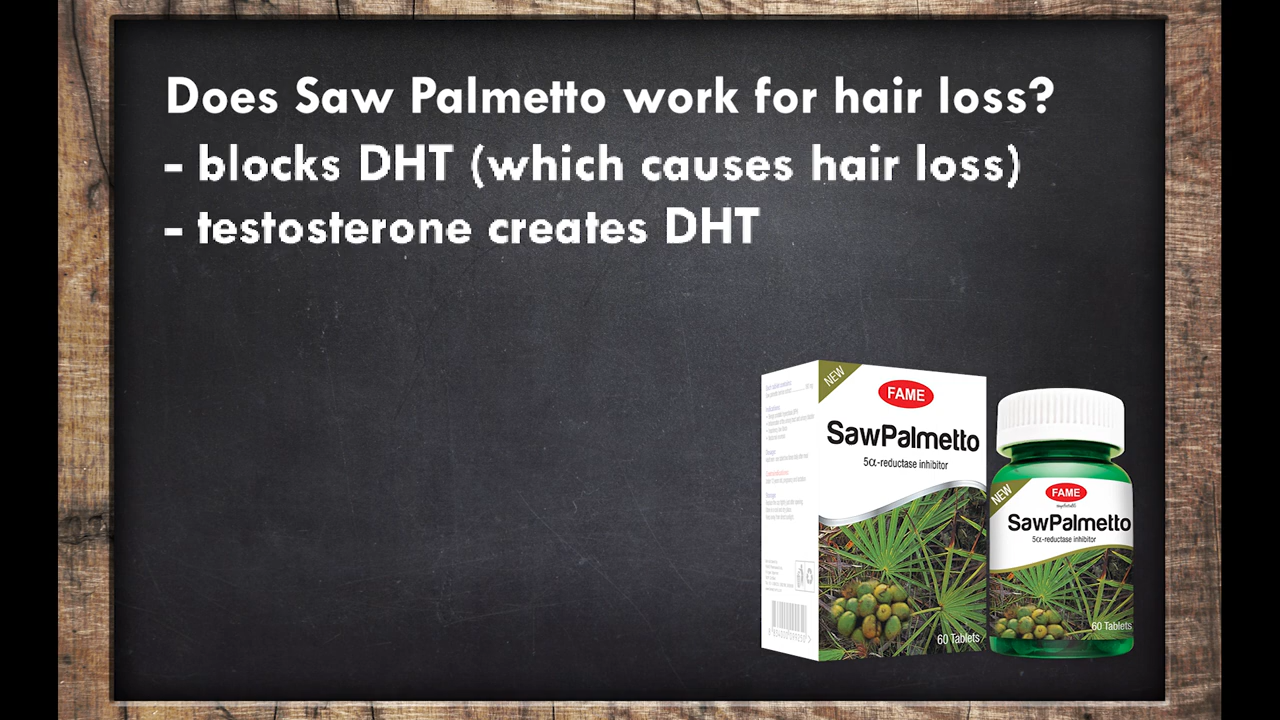 Does Saw Palmetto work for hair loss?
- blocks DHT (which causes hair loss)
- testosterone creates DHT
NEW
FAME
SawPalmetto
5α-reductase inhibitor
60 Tablets
NEW
FAME
SawPalmetto
5α-reductase inhibitor
60 Tablets